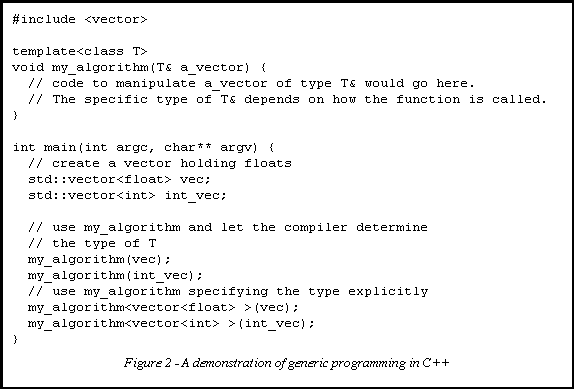 #include <vector>

template<class T>
void my_algorithm(T& a_vector) {
  // code to manipulate a_vector of type T& would go here.
  // The specific type of T& depends on how the function is called.
}

int main(int argc, char** argv) {
  // create a vector holding floats
  std::vector<float> vec;
  std::vector<int> int_vec;

  // use my_algorithm and let the compiler determine
  // the type of T
  my_algorithm(vec);
  my_algorithm(int_vec);
  // use my_algorithm specifying the type explicitly
  my_algorithm<vector<float> >(vec);
  my_algorithm<vector<int> >(int_vec);
}
Figure 2 - A demonstration of generic programming in C++